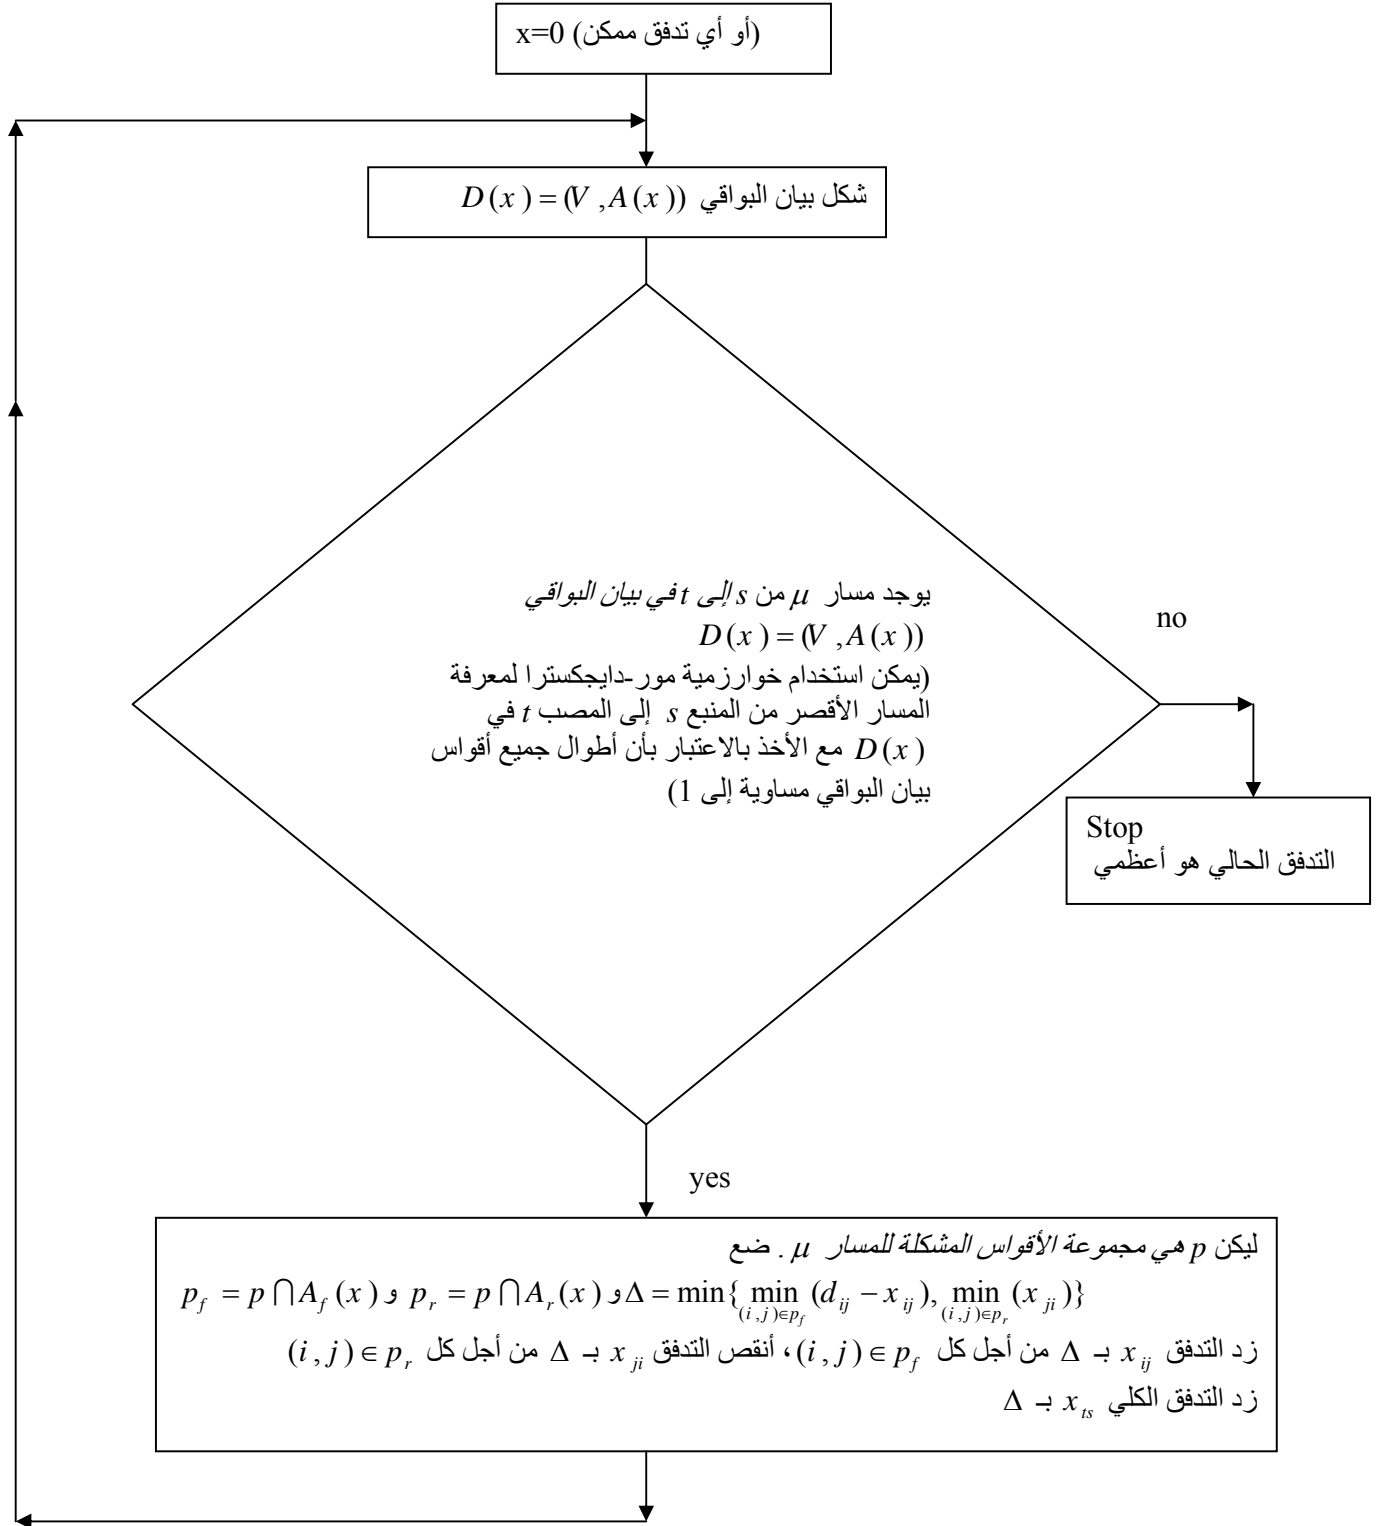 x=0 (أو أي تدفق ممكن)
شكل بيان البواقي D(x)=(V,A(x))
يوجد مسار μ من s إلى t في بيان البواقي
D(x)=(V,A(x))
(يمكن استخدام خوارزمية مور-دايجكسترا لمعرفة
المسار الأقصر من المنبع s إلى المصب t في
D(x) مع الأخذ بالاعتبار بأن أطوال جميع أقواس
بيان البواقي مساوية إلى 1)
no
Stop
التدفق الحالي هو أعظمي
yes
ليكن p هي مجموعة الأقواس المشكلة للمسار μ . ضع
p_f = p ∩ A_f(x) و p_r = p ∩ A_r(x) و Δ = min{min_{(i,j)∈p_f}(d_ij − x_ij), min_{(i,j)∈p_r}(x_ji)}
زد التدفق x_ij بـ Δ من أجل كل (i,j)∈p_f، أنقص التدفق x_ji بـ Δ من أجل كل (i,j)∈p_r
زد التدفق الكلي x_ts بـ Δ